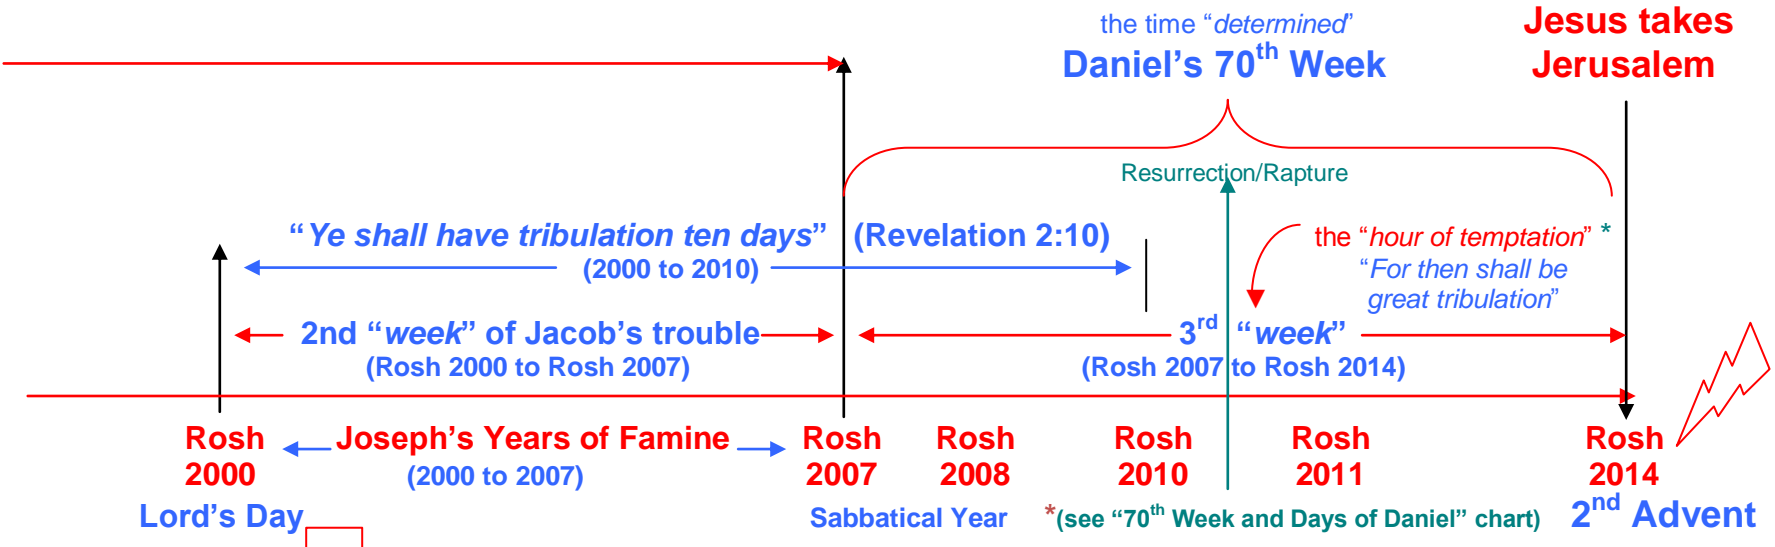 the time “determined”
Daniel’s 70th Week
Jesus takes
Jerusalem
Resurrection/Rapture
“Ye shall have tribulation ten days” (Revelation 2:10)
(2000 to 2010)
the “hour of temptation” *
“For then shall be
great tribulation”
2nd “week” of Jacob’s trouble
(Rosh 2000 to Rosh 2007)
3rd “week”
(Rosh 2007 to Rosh 2014)
Rosh
2000
Joseph’s Years of Famine
(2000 to 2007)
Rosh
2007
Rosh
2008
Rosh
2010
Rosh
2011
Rosh
2014
Lord’s Day
Sabbatical Year
*(see “70th Week and Days of Daniel” chart)
2nd Advent